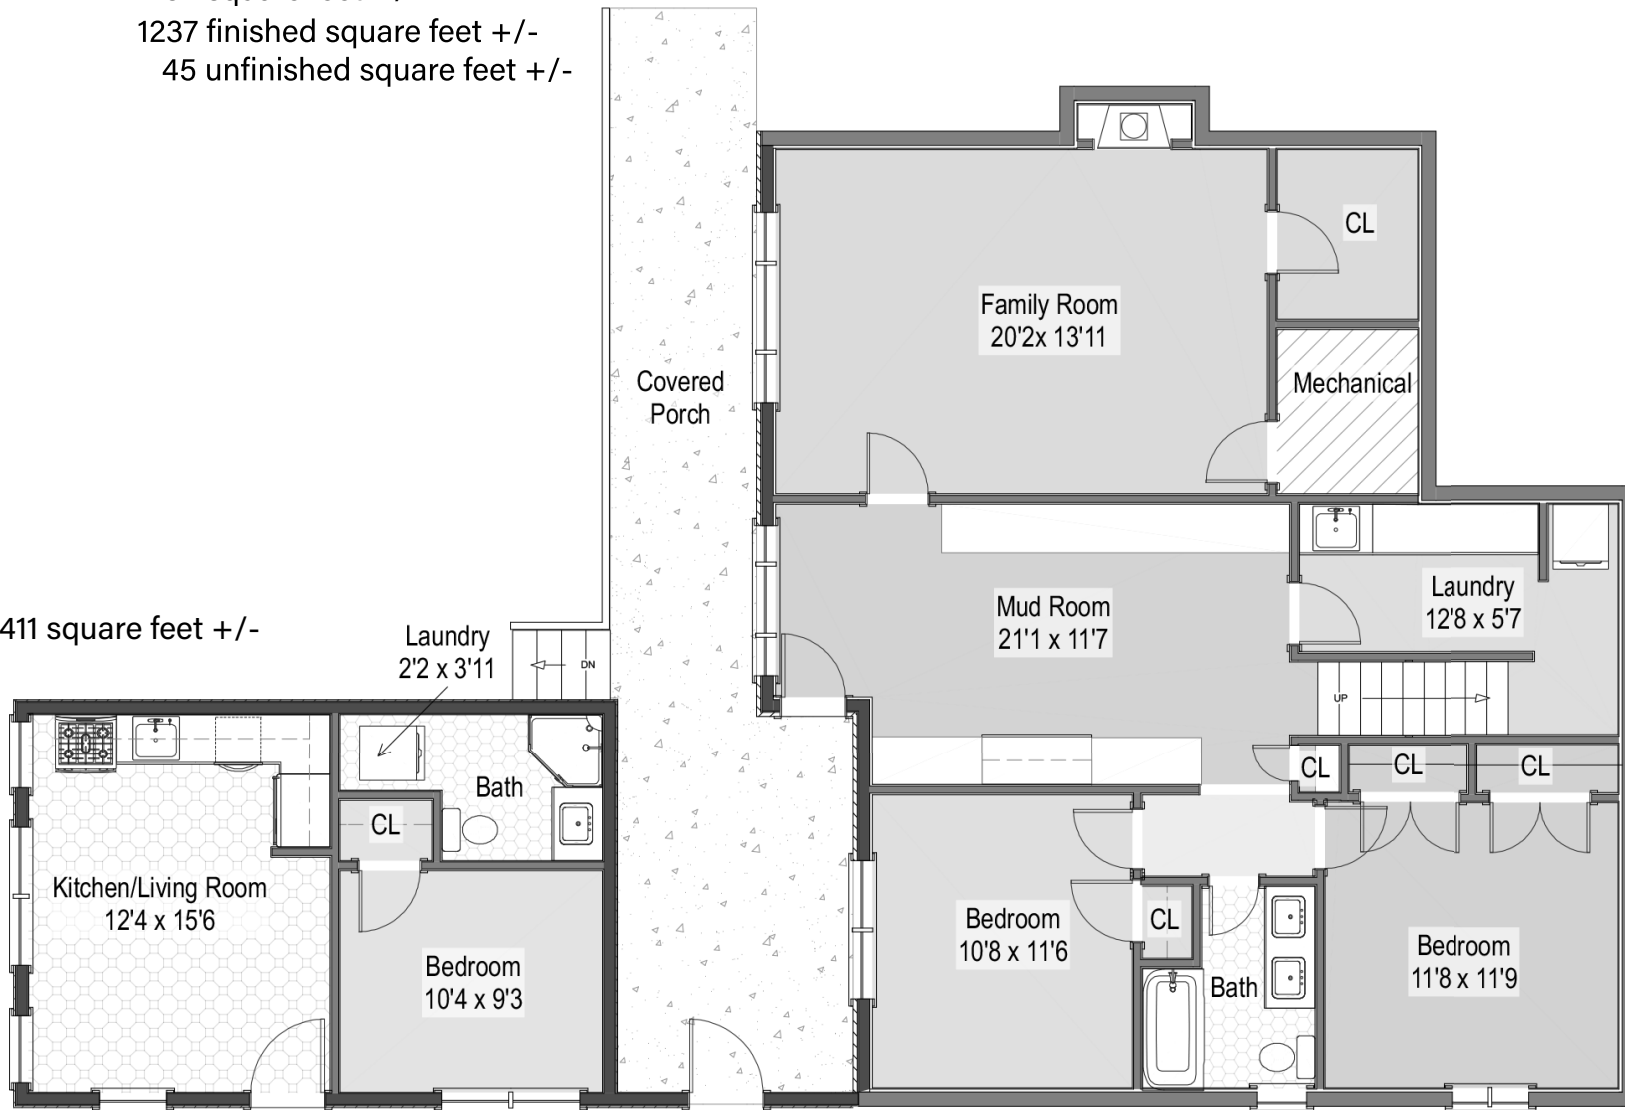 1237 finished square feet +/-
45 unfinished square feet +/-
CL
Family Room
20'2x 13'11
Mechanical
Covered
Porch
Laundry
12'8 x 5'7
Mud Room
21'1 x 11'7
411 square feet +/-
Laundry
2'2 x 3'11
DN
UP
CL
CL
CL
Bath
CL
Kitchen/Living Room
12'4 x 15'6
Bedroom
10'8 x 11'6
CL
Bedroom
11'8 x 11'9
Bedroom
10'4 x 9'3
Bath